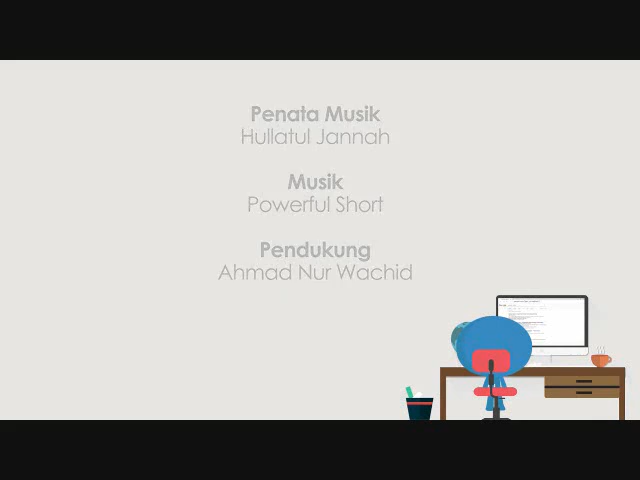 Penata Musik
Hullatul Jannah
Musik
Powerful Short
Pendukung
Ahmad Nur Wachid